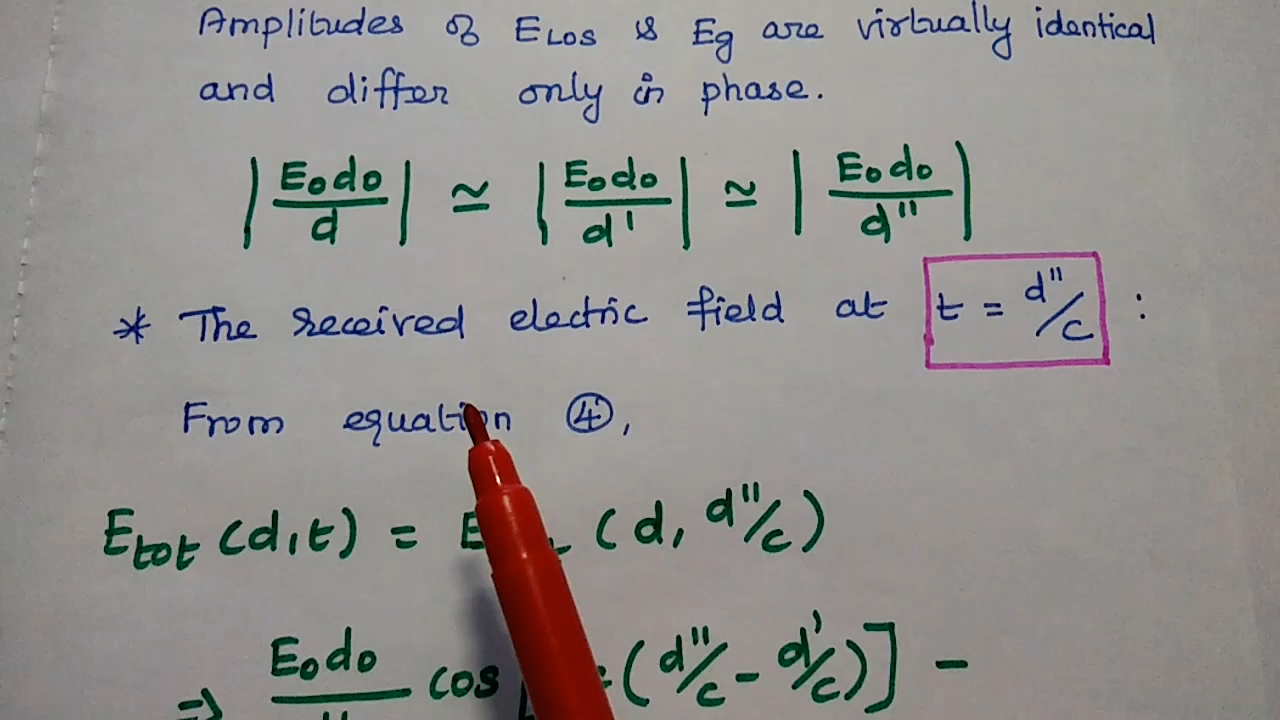 Amplitudes of ELOS & Eg are virtually identical
and differ only in phase.
|E0d0/d| ≃ |E0d0/d'| ≃ |E0d0/d"|
* The received electric field at t = d"/c :
From equation ④,
Etot (d,t) = (d, d"/c)
⇒ E0d0 cos (d"/c - d'/c)] -